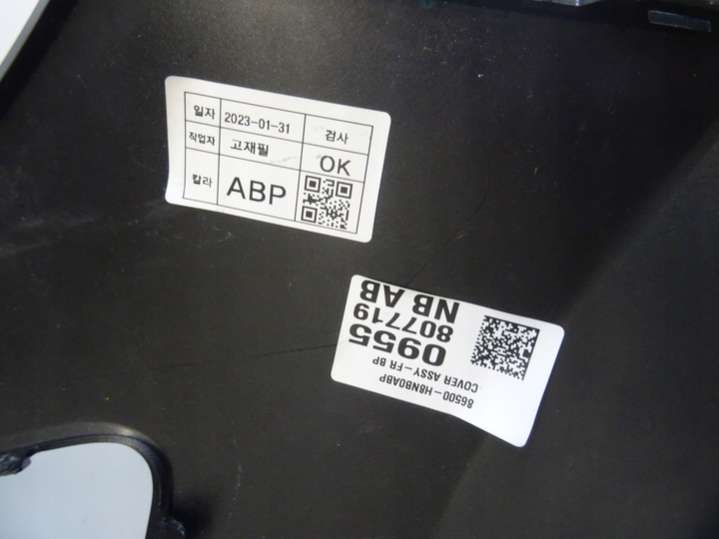 일자 2023-01-31 검사
작업자 고재필 OK
칼라 ABP
86500-H8NB0ABP
COVER ASSY-FR BP
0955
807719
NB AB